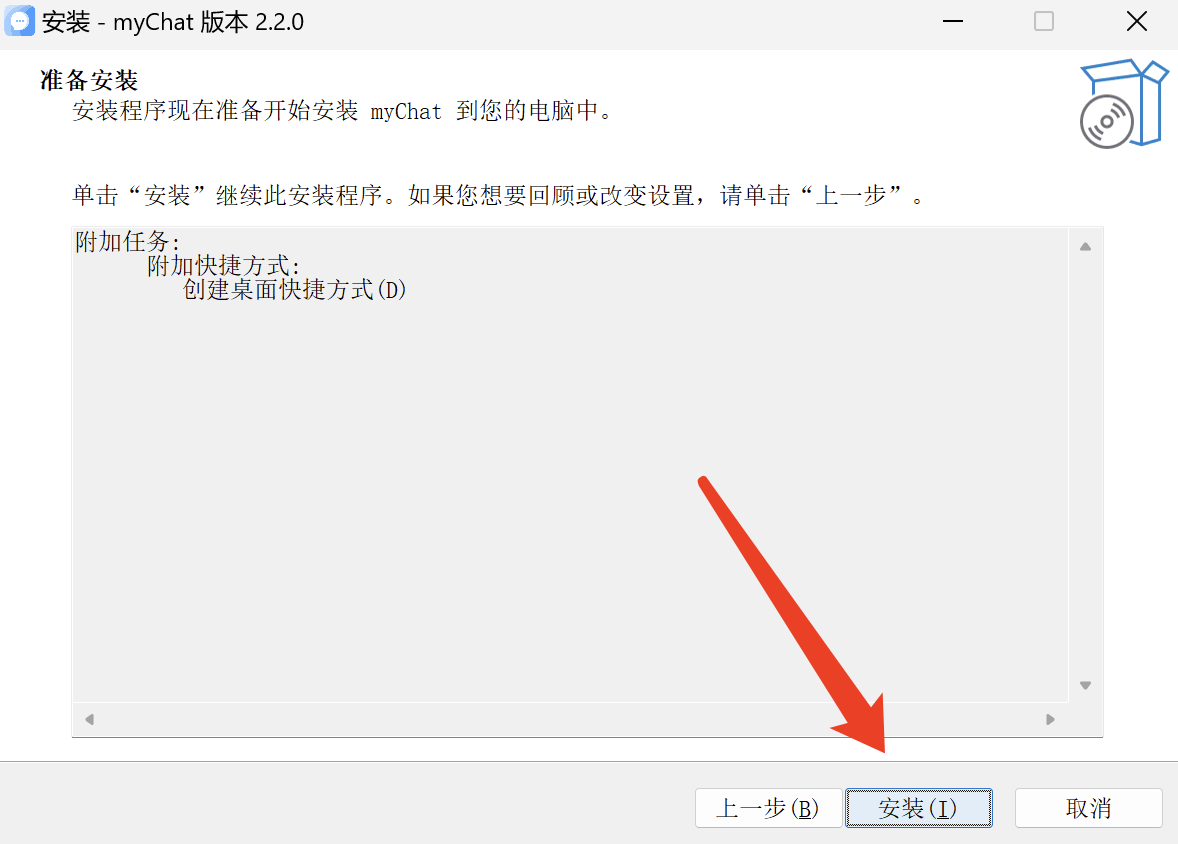 安装 - myChat 版本 2.2.0
准备安装
安装程序现在准备开始安装 myChat 到您的电脑中。
单击“安装”继续此安装程序。如果您想要回顾或改变设置，请单击“上一步”。
附加任务:
附加快捷方式:
创建桌面快捷方式(D)
上一步(B) 安装(I) 取消